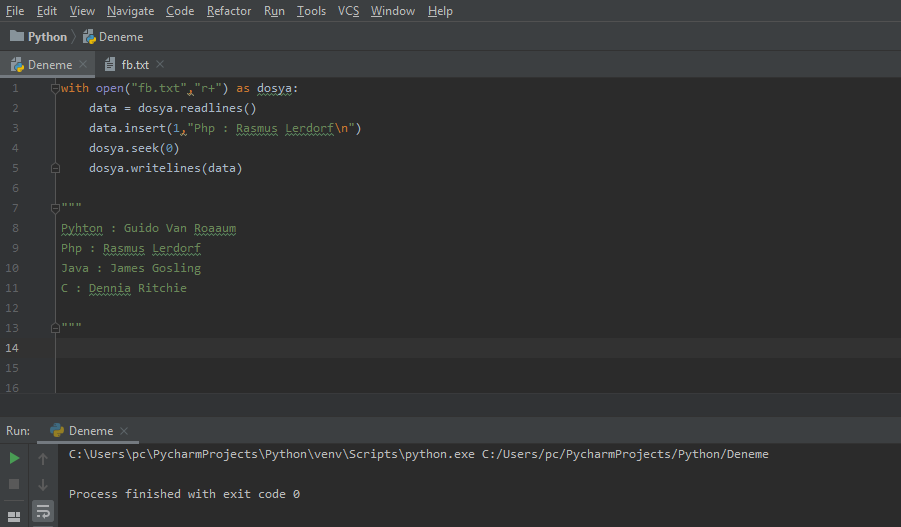 File Edit View Navigate Code Refactor Run Tools VCS Window Help
Python Deneme
Deneme fb.txt
1 with open("fb.txt","r+") as dosya:
2 data = dosya.readlines()
3 data.insert(1,"Php : Rasmus Lerdorf\n")
4 dosya.seek(0)
5 dosya.writelines(data)
6
7 """
8 Pyhton : Guido Van Roaaum
9 Php : Rasmus Lerdorf
10 Java : James Gosling
11 C : Dennia Ritchie
12
13 """
14
15
16
Run: Deneme
C:\Users\pc\PycharmProjects\Python\venv\Scripts\python.exe C:/Users/pc/PycharmProjects/Python/Deneme
Process finished with exit code 0